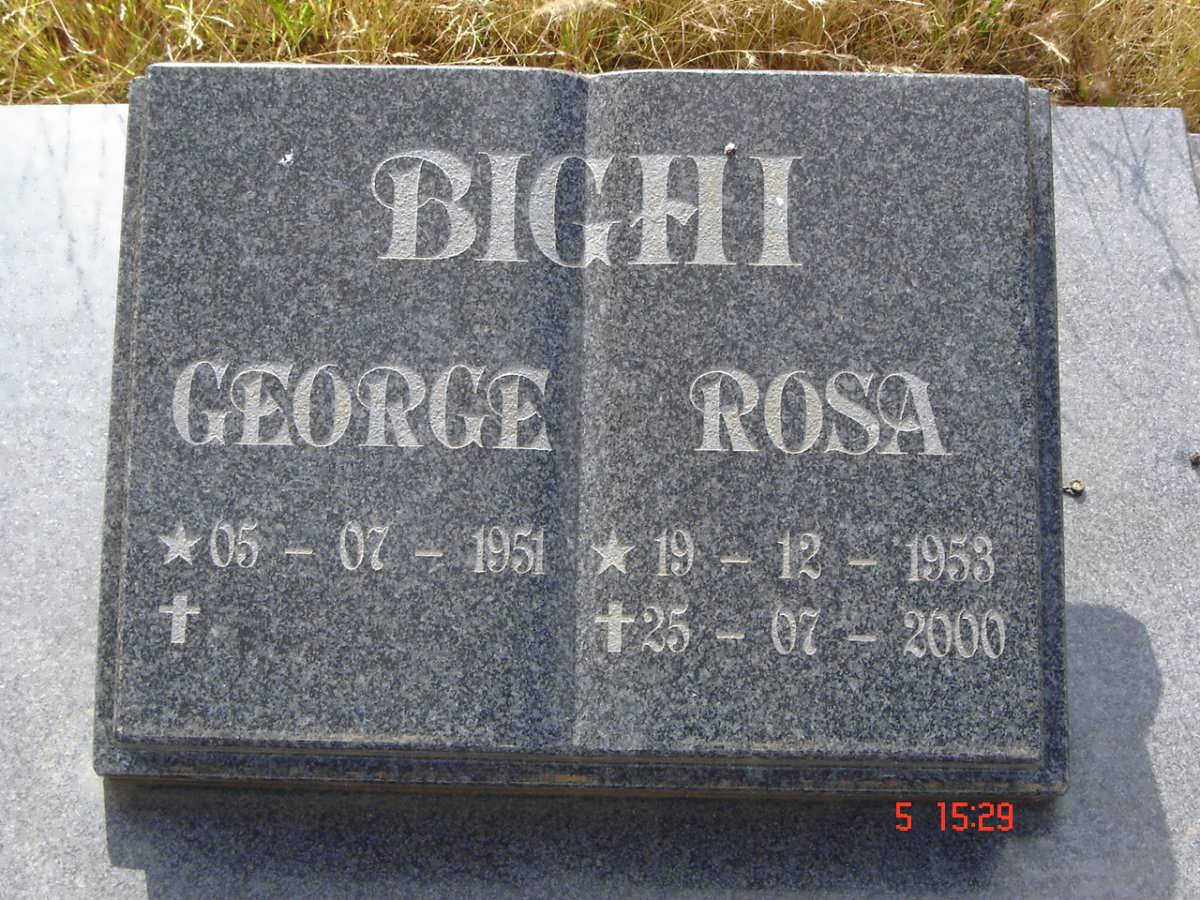 BIGHI
GEORGE ROSA
★ 05 – 07 – 1951 ★ 19 – 12 – 1953
✝ ✝ 25 – 07 – 2000
5 15:29